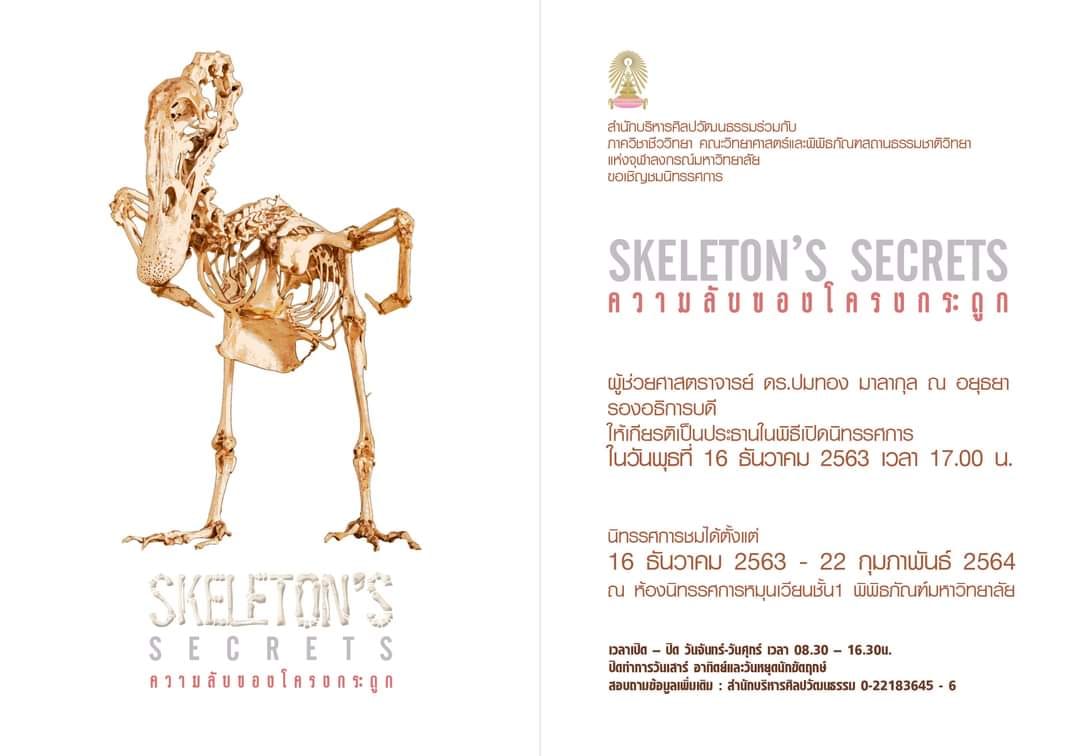 SKELETON'S
SECRETS
ความลับของโครงกระดูก
สำนักบริหารศิลปวัฒนธรรมร่วมกับ
ภาควิชาชีววิทยา คณะวิทยาศาสตร์และพิพิธภัณฑสถานธรรมชาติวิทยา
แห่งจุฬาลงกรณ์มหาวิทยาลัย
ขอเชิญชมนิทรรศการ
SKELETON'S SECRETS
ความลับของโครงกระดูก
ผู้ช่วยศาสตราจารย์ ดร.ปมทอง มาลากุล ณ อยุธยา
รองอธิการบดี
ให้เกียรติเป็นประธานในพิธีเปิดนิทรรศการ
ในวันพุธที่ 16 ธันวาคม 2563 เวลา 17.00 น.
นิทรรศการชมได้ตั้งแต่
16 ธันวาคม 2563 - 22 กุมภาพันธ์ 2564
ณ ห้องนิทรรศการหมุนเวียนชั้น1 พิพิธภัณฑ์มหาวิทยาลัย
เวลาเปิด – ปิด วันจันทร์-วันศุกร์ เวลา 08.30 – 16.30น.
ปิดทำการวันเสาร์ อาทิตย์และวันหยุดนักขัตฤกษ์
สอบถามข้อมูลเพิ่มเติม : สำนักบริหารศิลปวัฒนธรรม 0-22183645 - 6